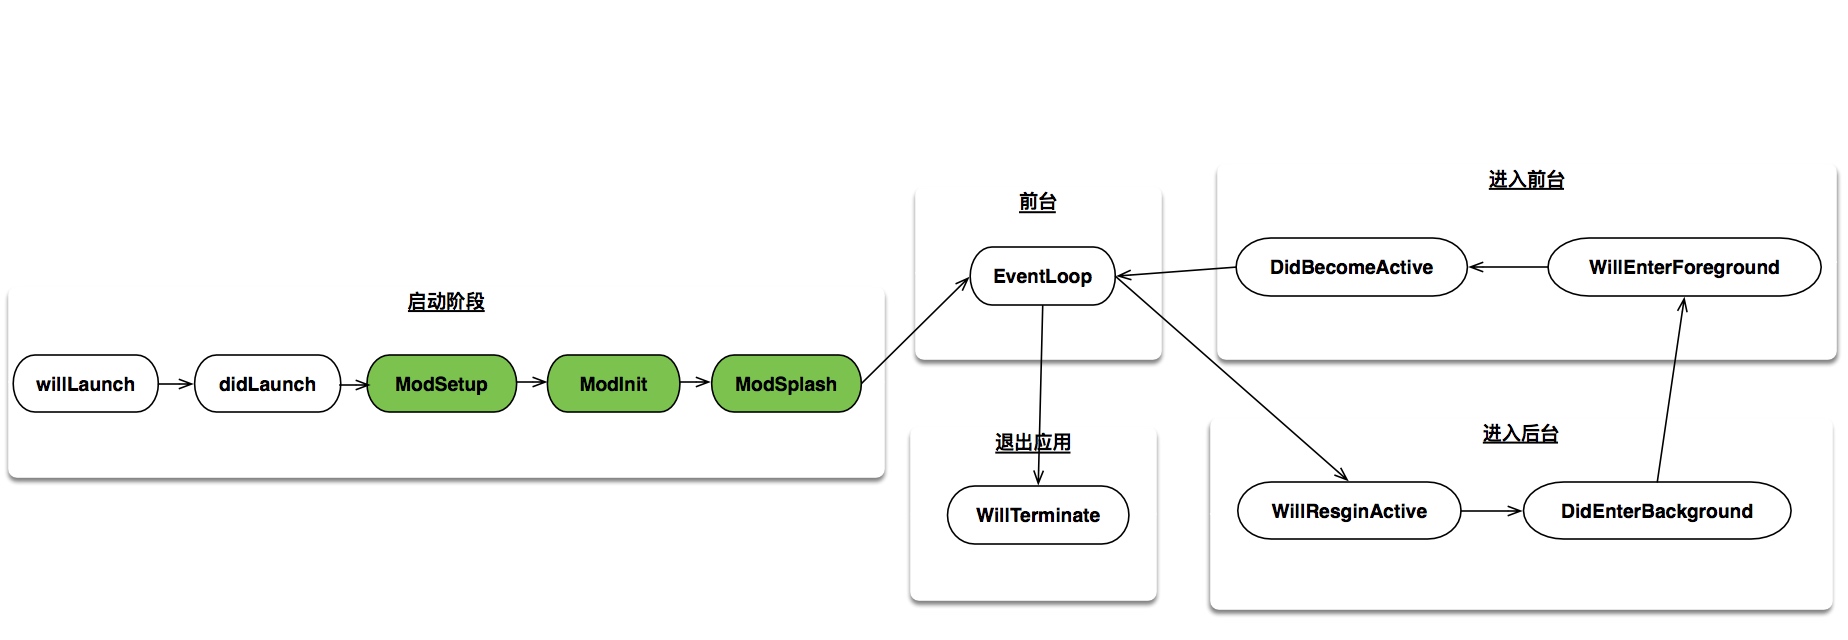 启动阶段
willLaunch
didLaunch
ModSetup
ModInit
ModSplash
前台
EventLoop
退出应用
WillTerminate
进入前台
DidBecomeActive
WillEnterForeground
进入后台
WillResginActive
DidEnterBackground